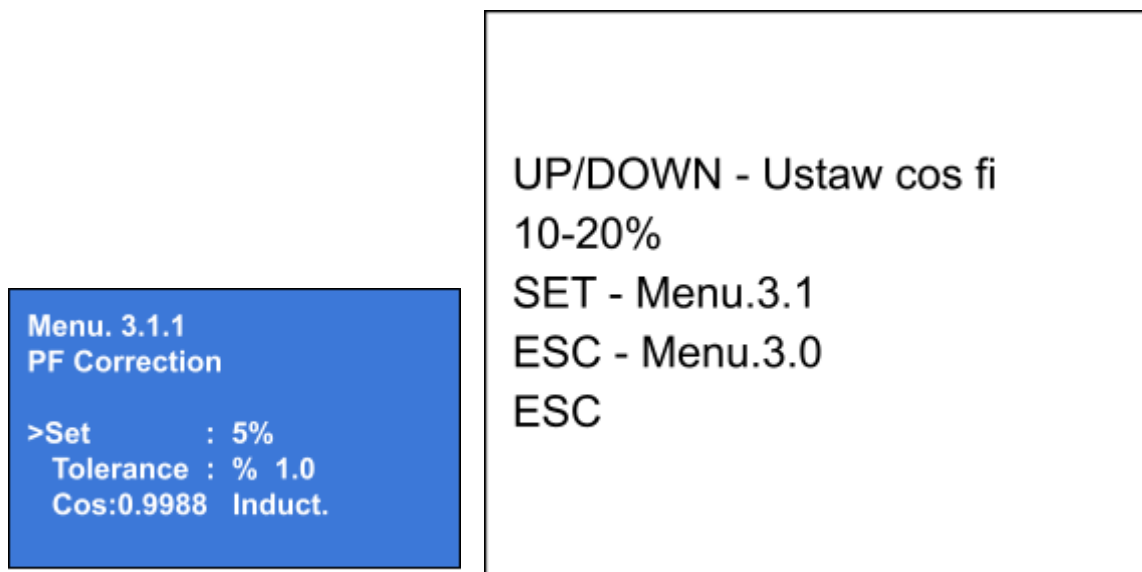 Menu. 3.1.1
PF Correction
>Set : 5%
Tolerance : % 1.0
Cos:0.9988 Induct.
UP/DOWN - Ustaw cos fi
10-20%
SET - Menu.3.1
ESC - Menu.3.0
ESC